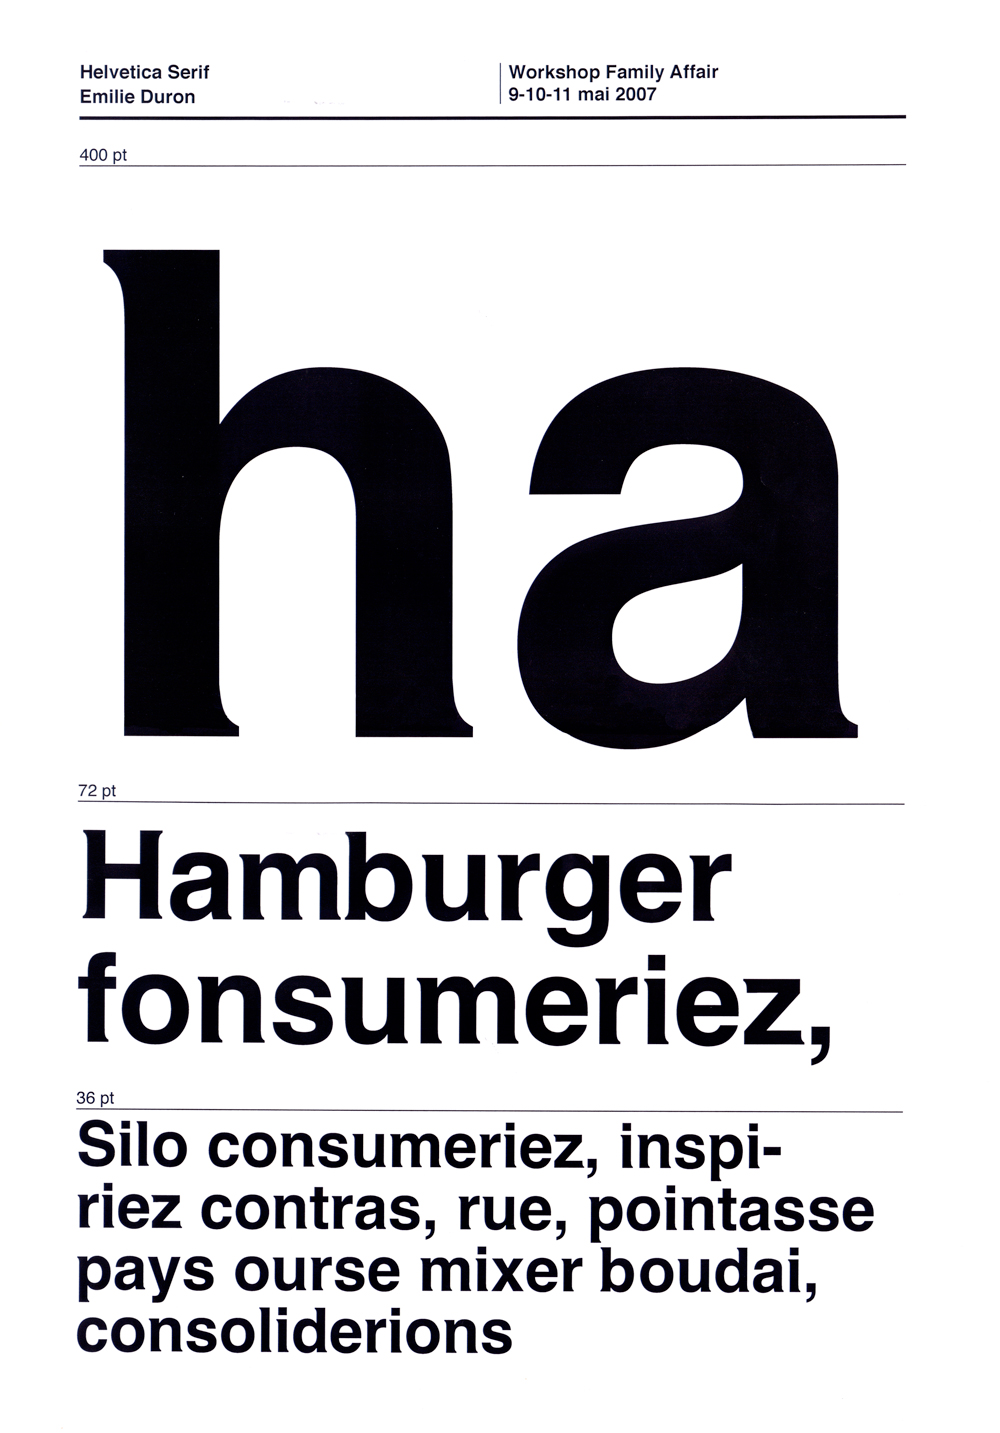 Helvetica Serif
Emilie Duron
Workshop Family Affair
9-10-11 mai 2007
400 pt
ha
72 pt
Hamburger
fonsumeriez,
36 pt
Silo consumeriez, inspi-
riez contras, rue, pointasse
pays ourse mixer boudai,
consoliderions